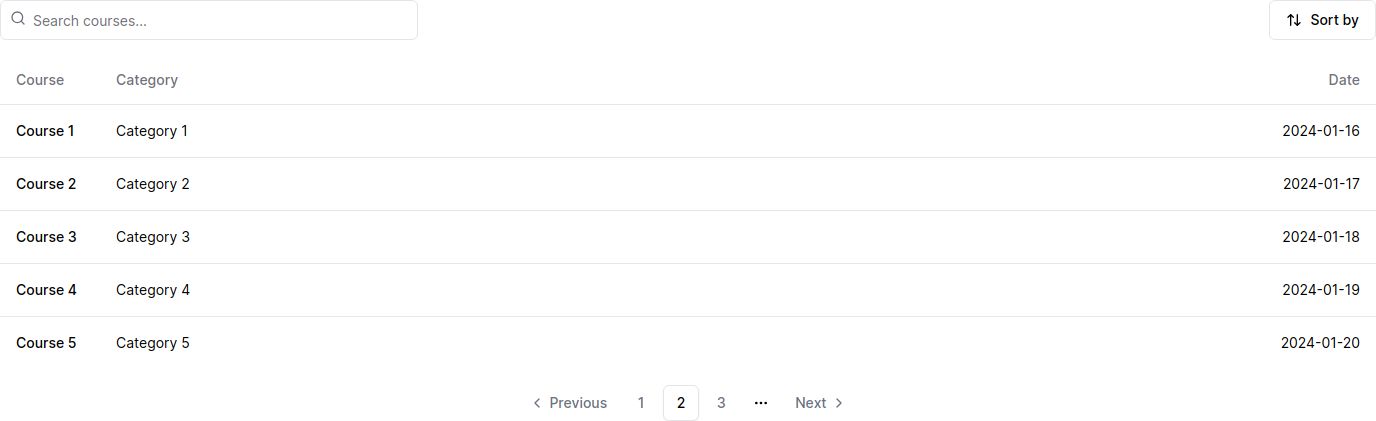 Search courses...
Sort by
Course Category Date
Course 1 Category 1 2024-01-16
Course 2 Category 2 2024-01-17
Course 3 Category 3 2024-01-18
Course 4 Category 4 2024-01-19
Course 5 Category 5 2024-01-20
Previous 1 2 3 ... Next